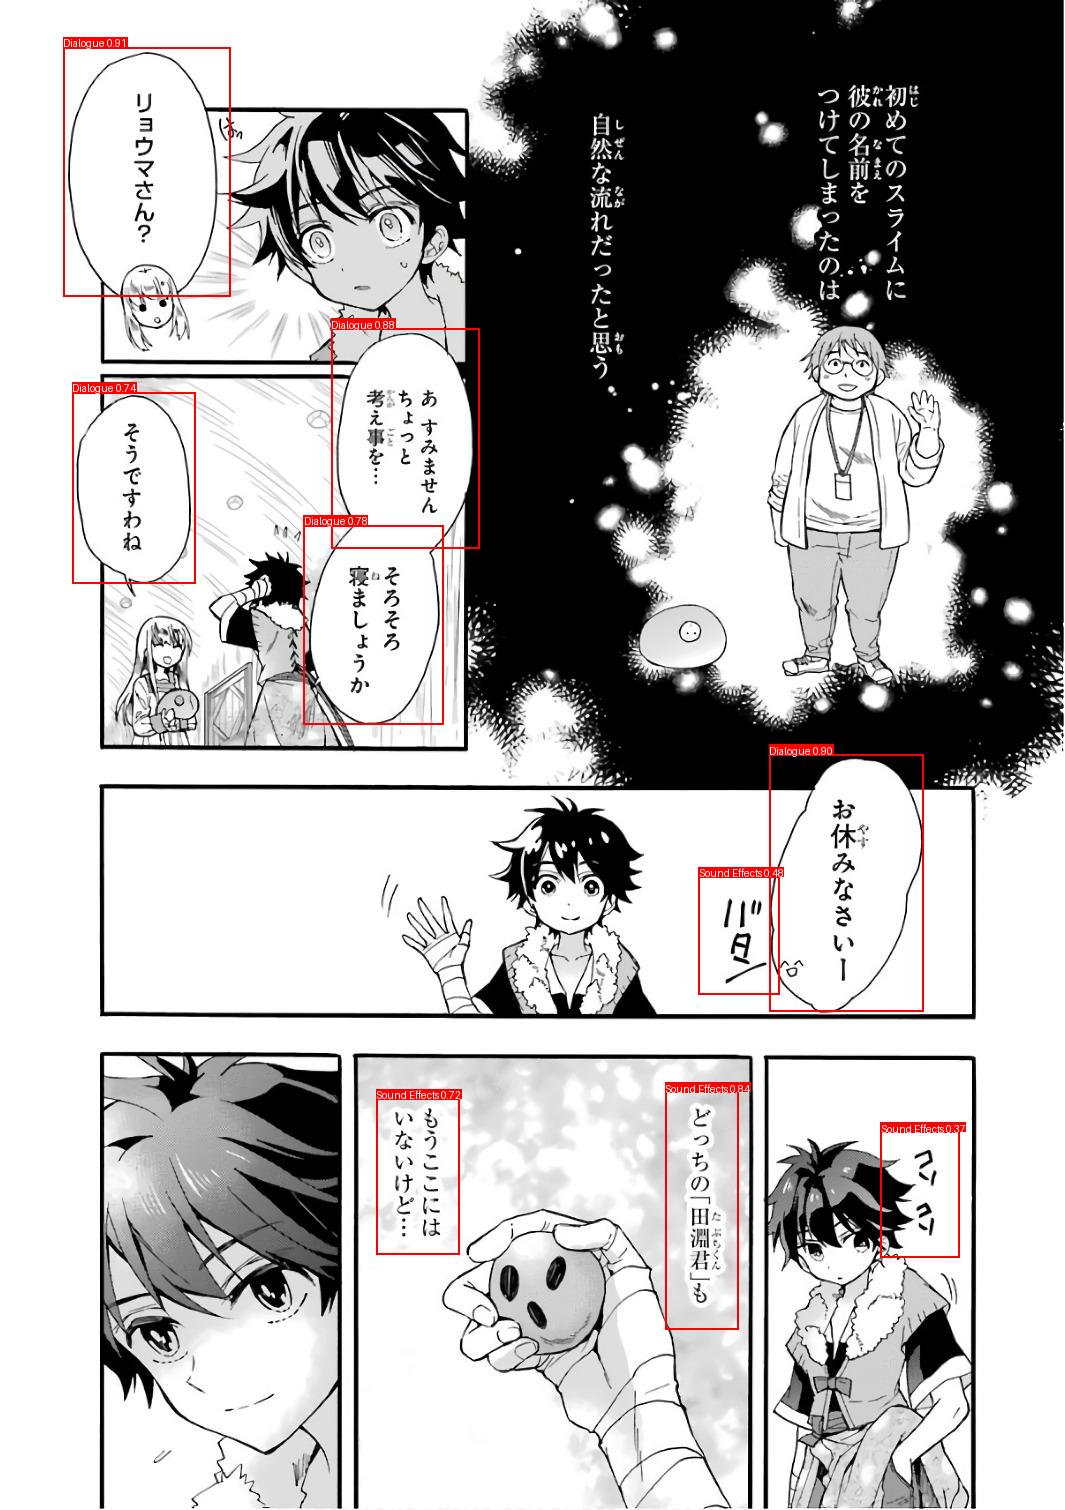 初めてのスライムに
彼の名前を
つけてしまったのは…
自然な流れだったと思う
Dialogue 0.91
リョウマさん?
はっ
Dialogue 0.88
あ すみません
ちょっと
考え事を…
Dialogue 0.78
そろそろ
寝ましょうか
Dialogue 0.74
そうですわね
Dialogue 0.90
お休みなさいー
Sound Effects 0.48
バタン
Sound Effects 0.37
コン
コン
Sound Effects 0.84
どっちの「田淵君」も
Sound Effects 0.72
もうここには
いないけど…